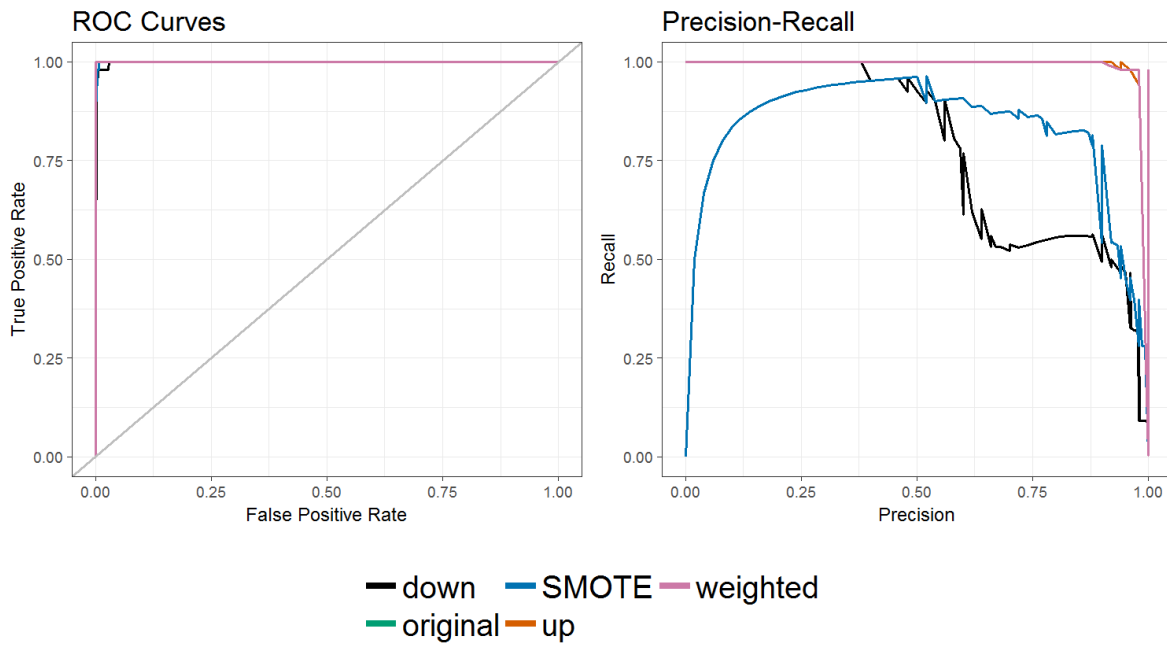 ROC Curves
Precision-Recall
1.00
0.75
0.50
0.25
0.00
True Positive Rate
0.00 0.25 0.50 0.75 1.00
False Positive Rate
1.00
0.75
0.50
0.25
0.00
Recall
0.00 0.25 0.50 0.75 1.00
Precision
down SMOTE weighted
original up